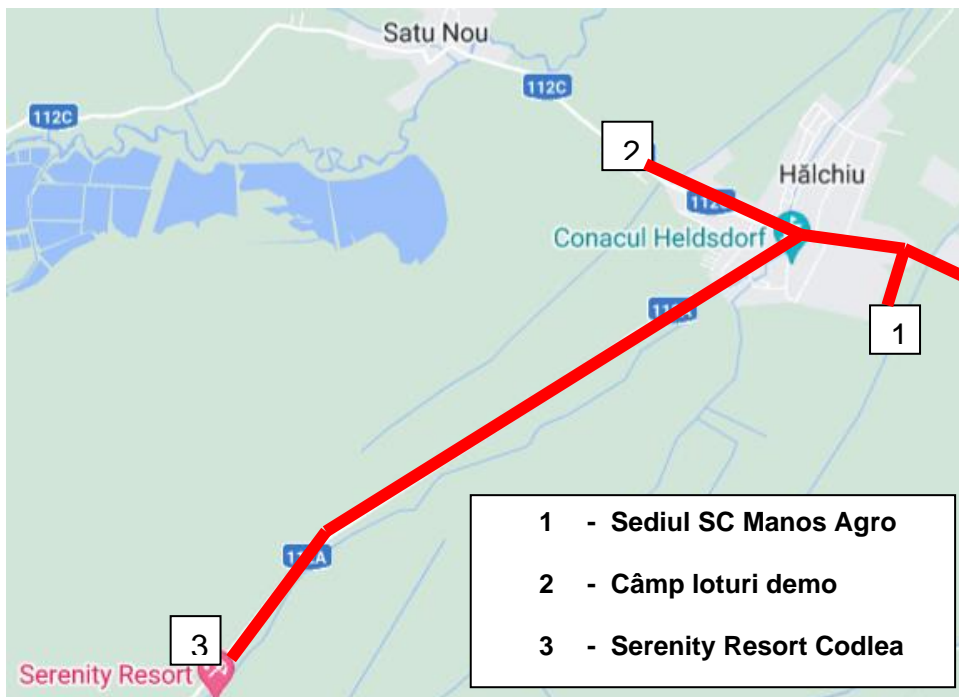 Satu Nou
112C
112C
2
Hălchiu
112C
Conacul Heldsdorf
1
3
Serenity Resort
1 - Sediul SC Manos Agro
2 - Câmp loturi demo
3 - Serenity Resort Codlea